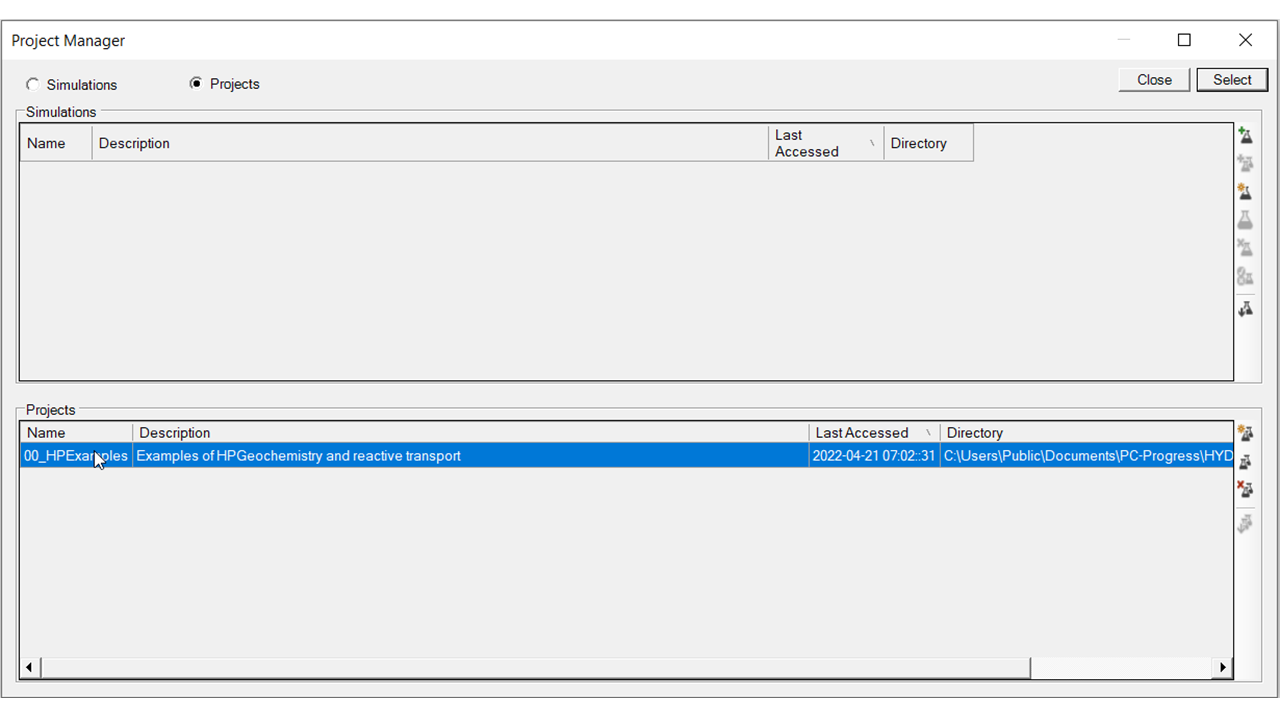 Project Manager
Simulations
Projects
Close
Select
Simulations
Name
Description
Last
Accessed
Directory
Projects
Name
Description
Last Accessed
Directory
00_HPExamples
Examples of HPGeochemistry and reactive transport
2022-04-21 07:02::31
C:\Users\Public\Documents\PC-Progress\HYD